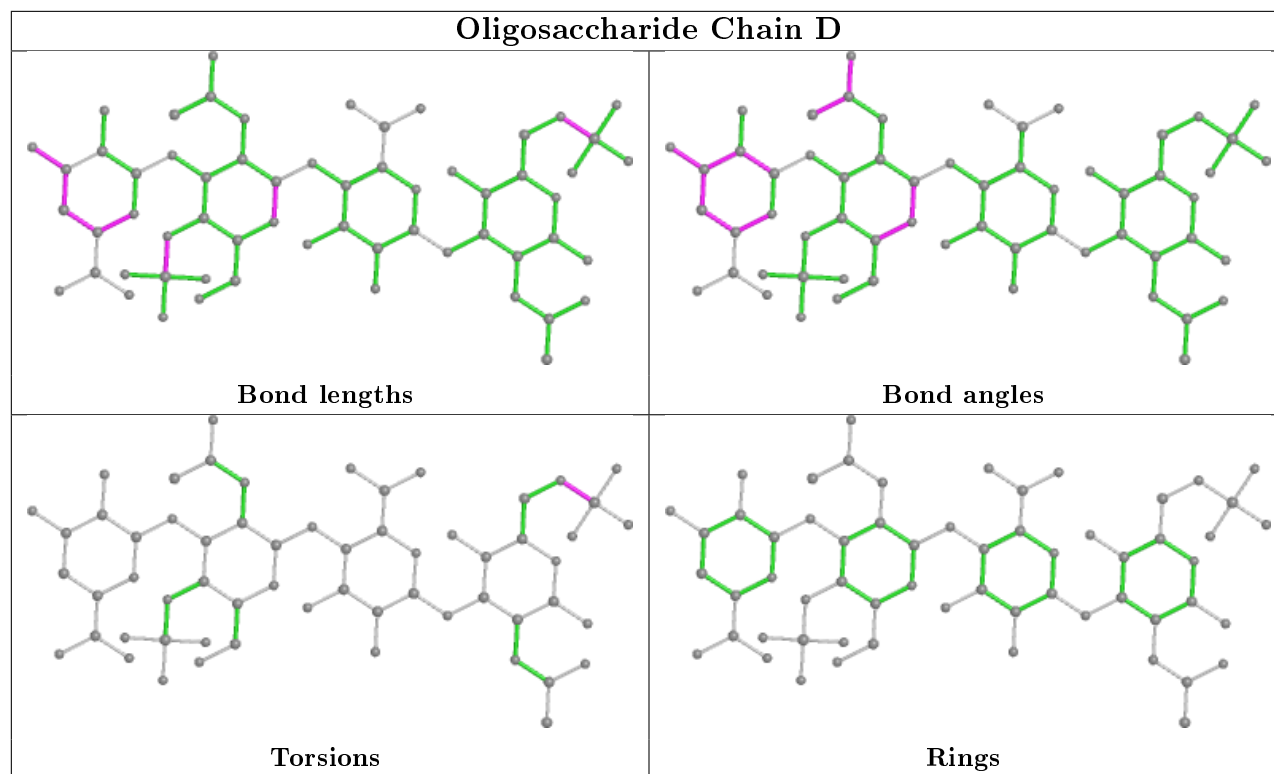 Oligosaccharide Chain D
Bond lengths
Bond angles
Torsions
Rings